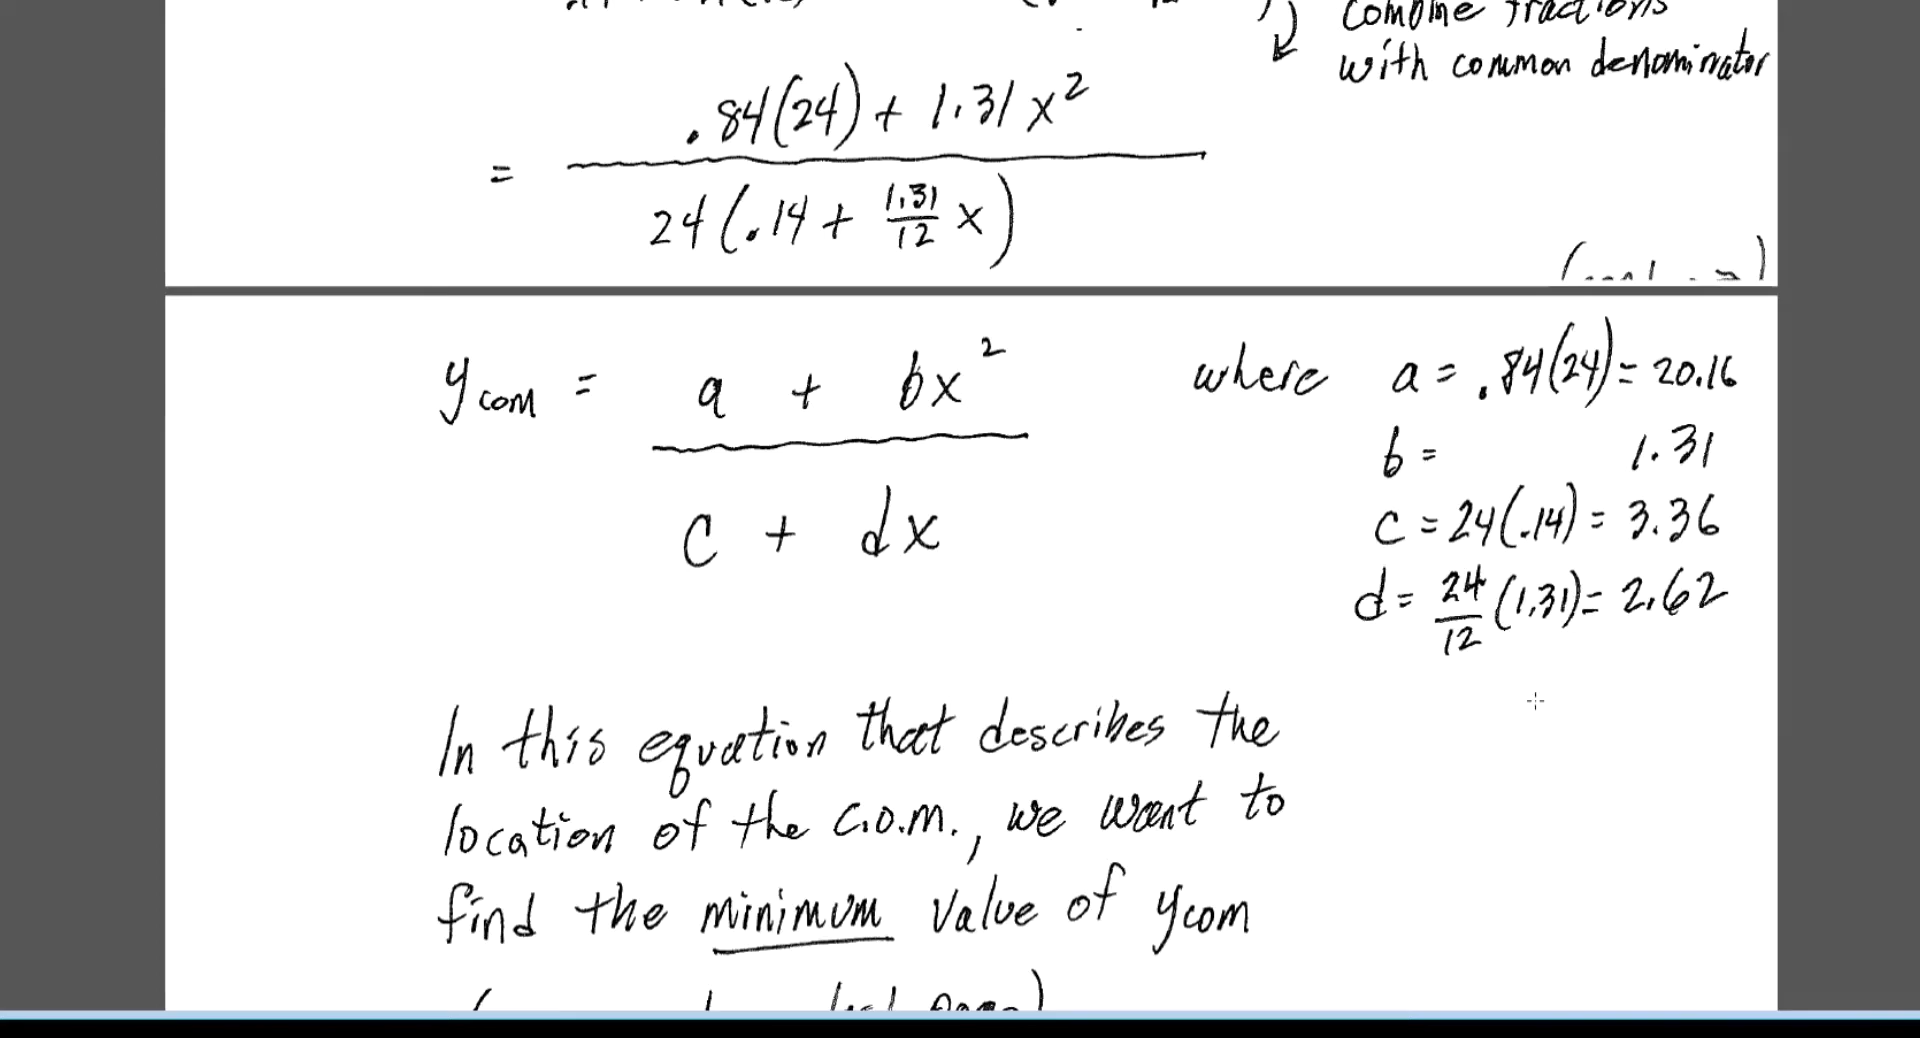 combine fractions
with common denominator
.84(24) + 1.31 x²
=
24(.14 + 1.31/12 x)
y com = a + bx² where a = .84(24) = 20.16
b = 1.31
c + dx c = 24(.14) = 3.36
d = 24/12 (1.31) = 2.62
In this equation that describes the
location of the c.o.m., we want to
find the minimum value of ycom